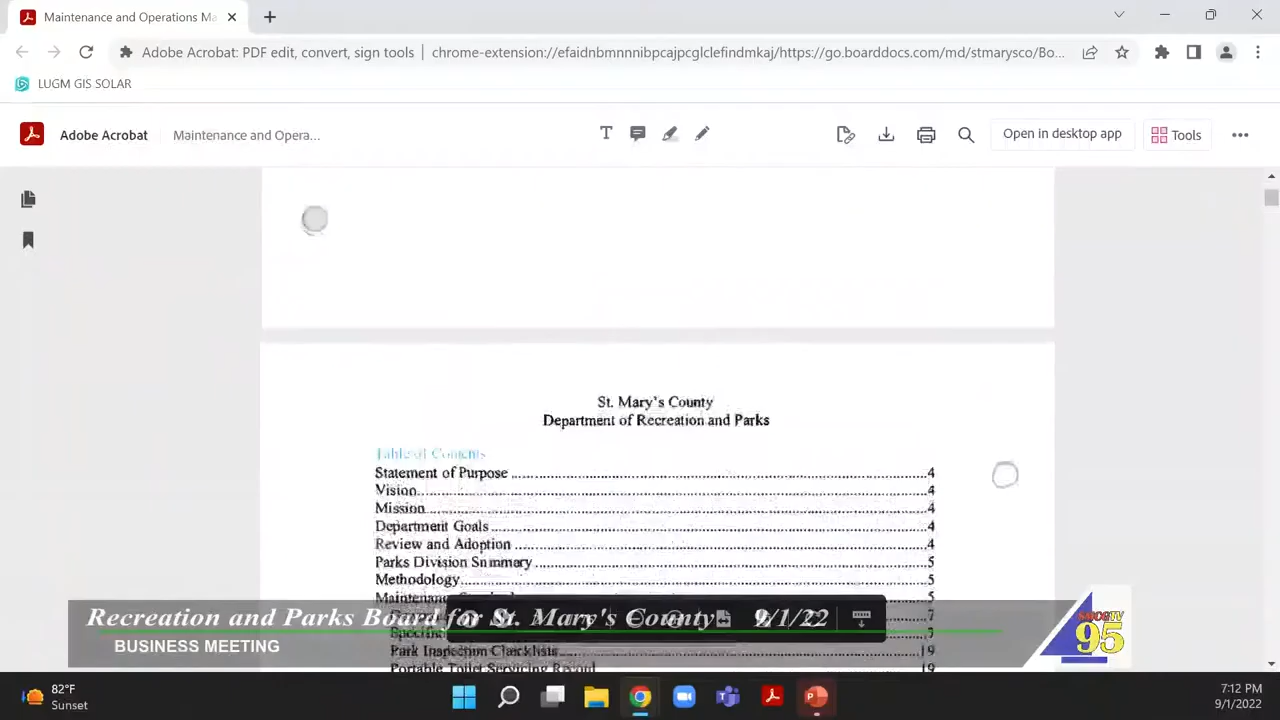 Maintenance and Operations Ma
Adobe Acrobat: PDF edit, convert, sign tools | chrome-extension://efaidnbmnnnibpcajpcglclefindmkaj/https://go.boarddocs.com/md/stmarysco/Bo...
LUGM GIS SOLAR
Adobe Acrobat
Maintenance and Opera...
T
Open in desktop app
Tools
St. Mary's County
Department of Recreation and Parks
Table of Contents
Statement of Purpose ........ 4
Vision ........ 4
Mission ........ 4
Department Goals ........ 4
Review and Adoption ........ 4
Parks Division Summary ........ 5
Methodology ........ 5
Maintenance ........ 5
7
Recreation and Parks Board for St. Mary's County 9/1/22
BUSINESS MEETING
SMCGTV
95
Park Inspection Checklists ........ 19
Portable Toilet Servicing Record ........ 19
82°F
Sunset
7:12 PM
9/1/2022